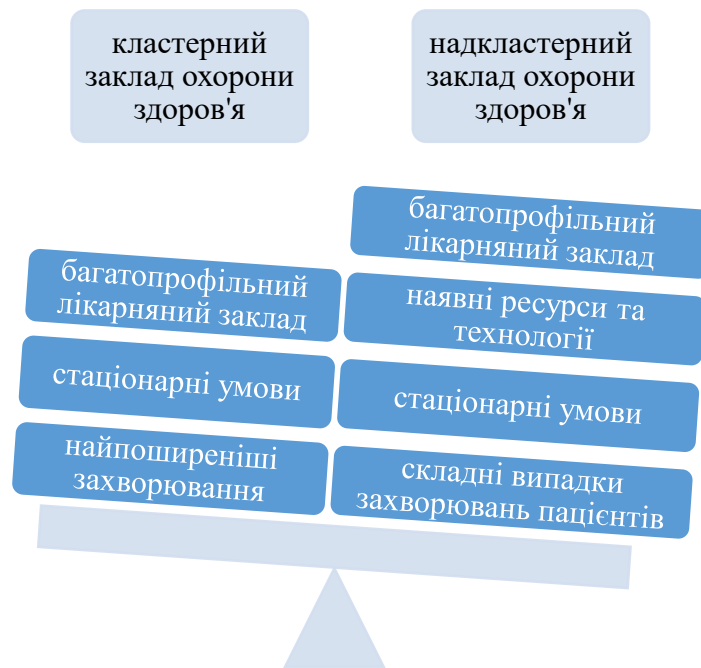 кластерний
заклад охорони
здоров'я
надкластерний
заклад охорони
здоров'я
багатопрофільний
лікарняний заклад
стаціонарні умови
найпоширеніші
захворювання
багатопрофільний
лікарняний заклад
наявні ресурси та
технології
стаціонарні умови
складні випадки
захворювань пацієнтів